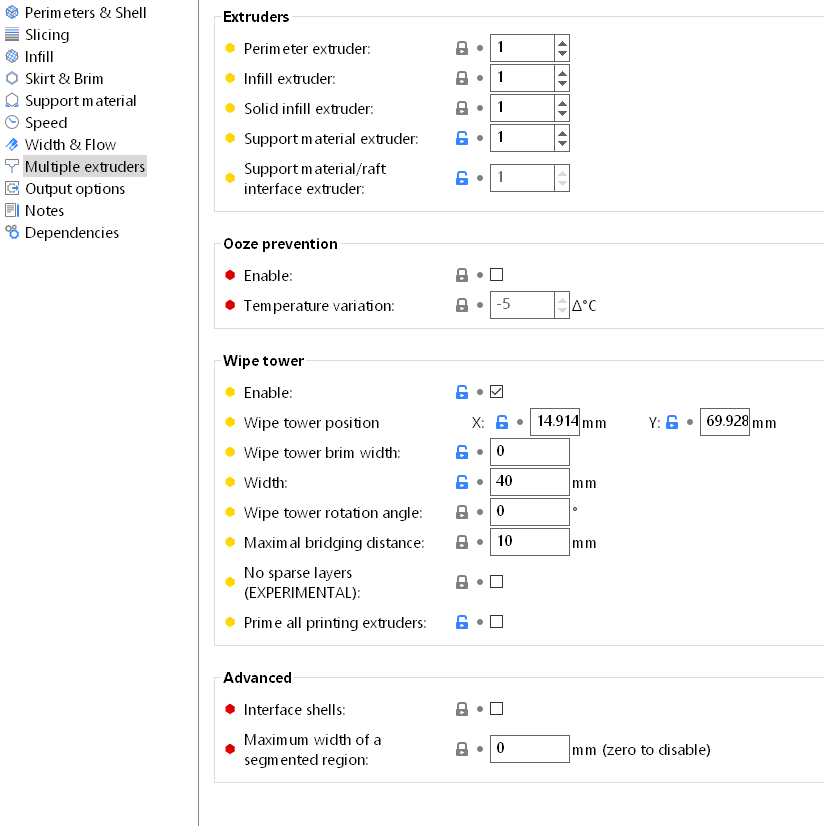 Perimeters & Shell
Slicing
Infill
Skirt & Brim
Support material
Speed
Width & Flow
Multiple extruders
Output options
Notes
Dependencies
Extruders
Perimeter extruder: 1
Infill extruder: 1
Solid infill extruder: 1
Support material extruder: 1
Support material/raft
interface extruder: 1
Ooze prevention
Enable:
Temperature variation: -5 Δ°C
Wipe tower
Enable:
Wipe tower position X: 14.914 mm Y: 69.928 mm
Wipe tower brim width: 0
Width: 40 mm
Wipe tower rotation angle: 0 °
Maximal bridging distance: 10 mm
No sparse layers
(EXPERIMENTAL):
Prime all printing extruders:
Advanced
Interface shells:
Maximum width of a
segmented region: 0 mm (zero to disable)